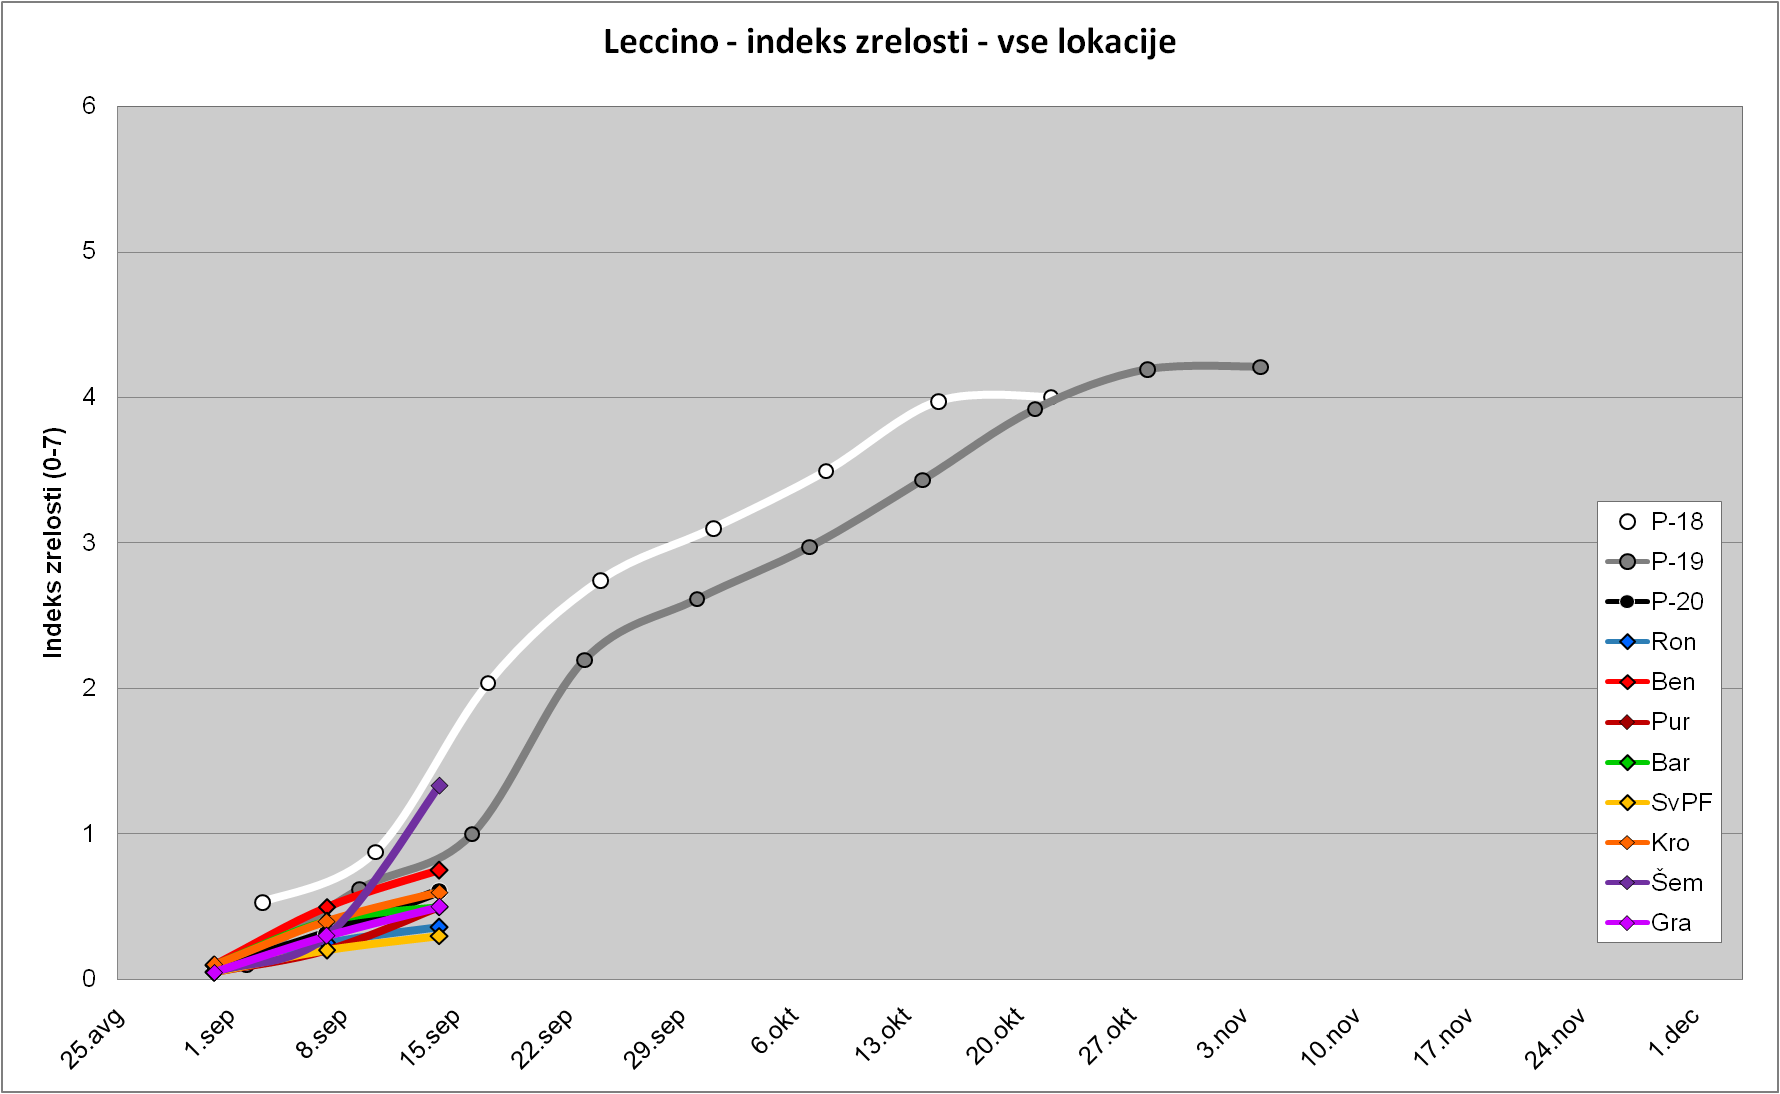 Leccino - indeks zrelosti - vse lokacije
6
5
4
3
2
1
0
Indeks zrelosti (0-7)
25.avg
1.sep
8.sep
15.sep
22.sep
29.sep
6.okt
13.okt
20.okt
27.okt
3.nov
10.nov
17.nov
24.nov
1.dec
P-18
P-19
P-20
Ron
Ben
Pur
Bar
SvPF
Kro
Šem
Gra